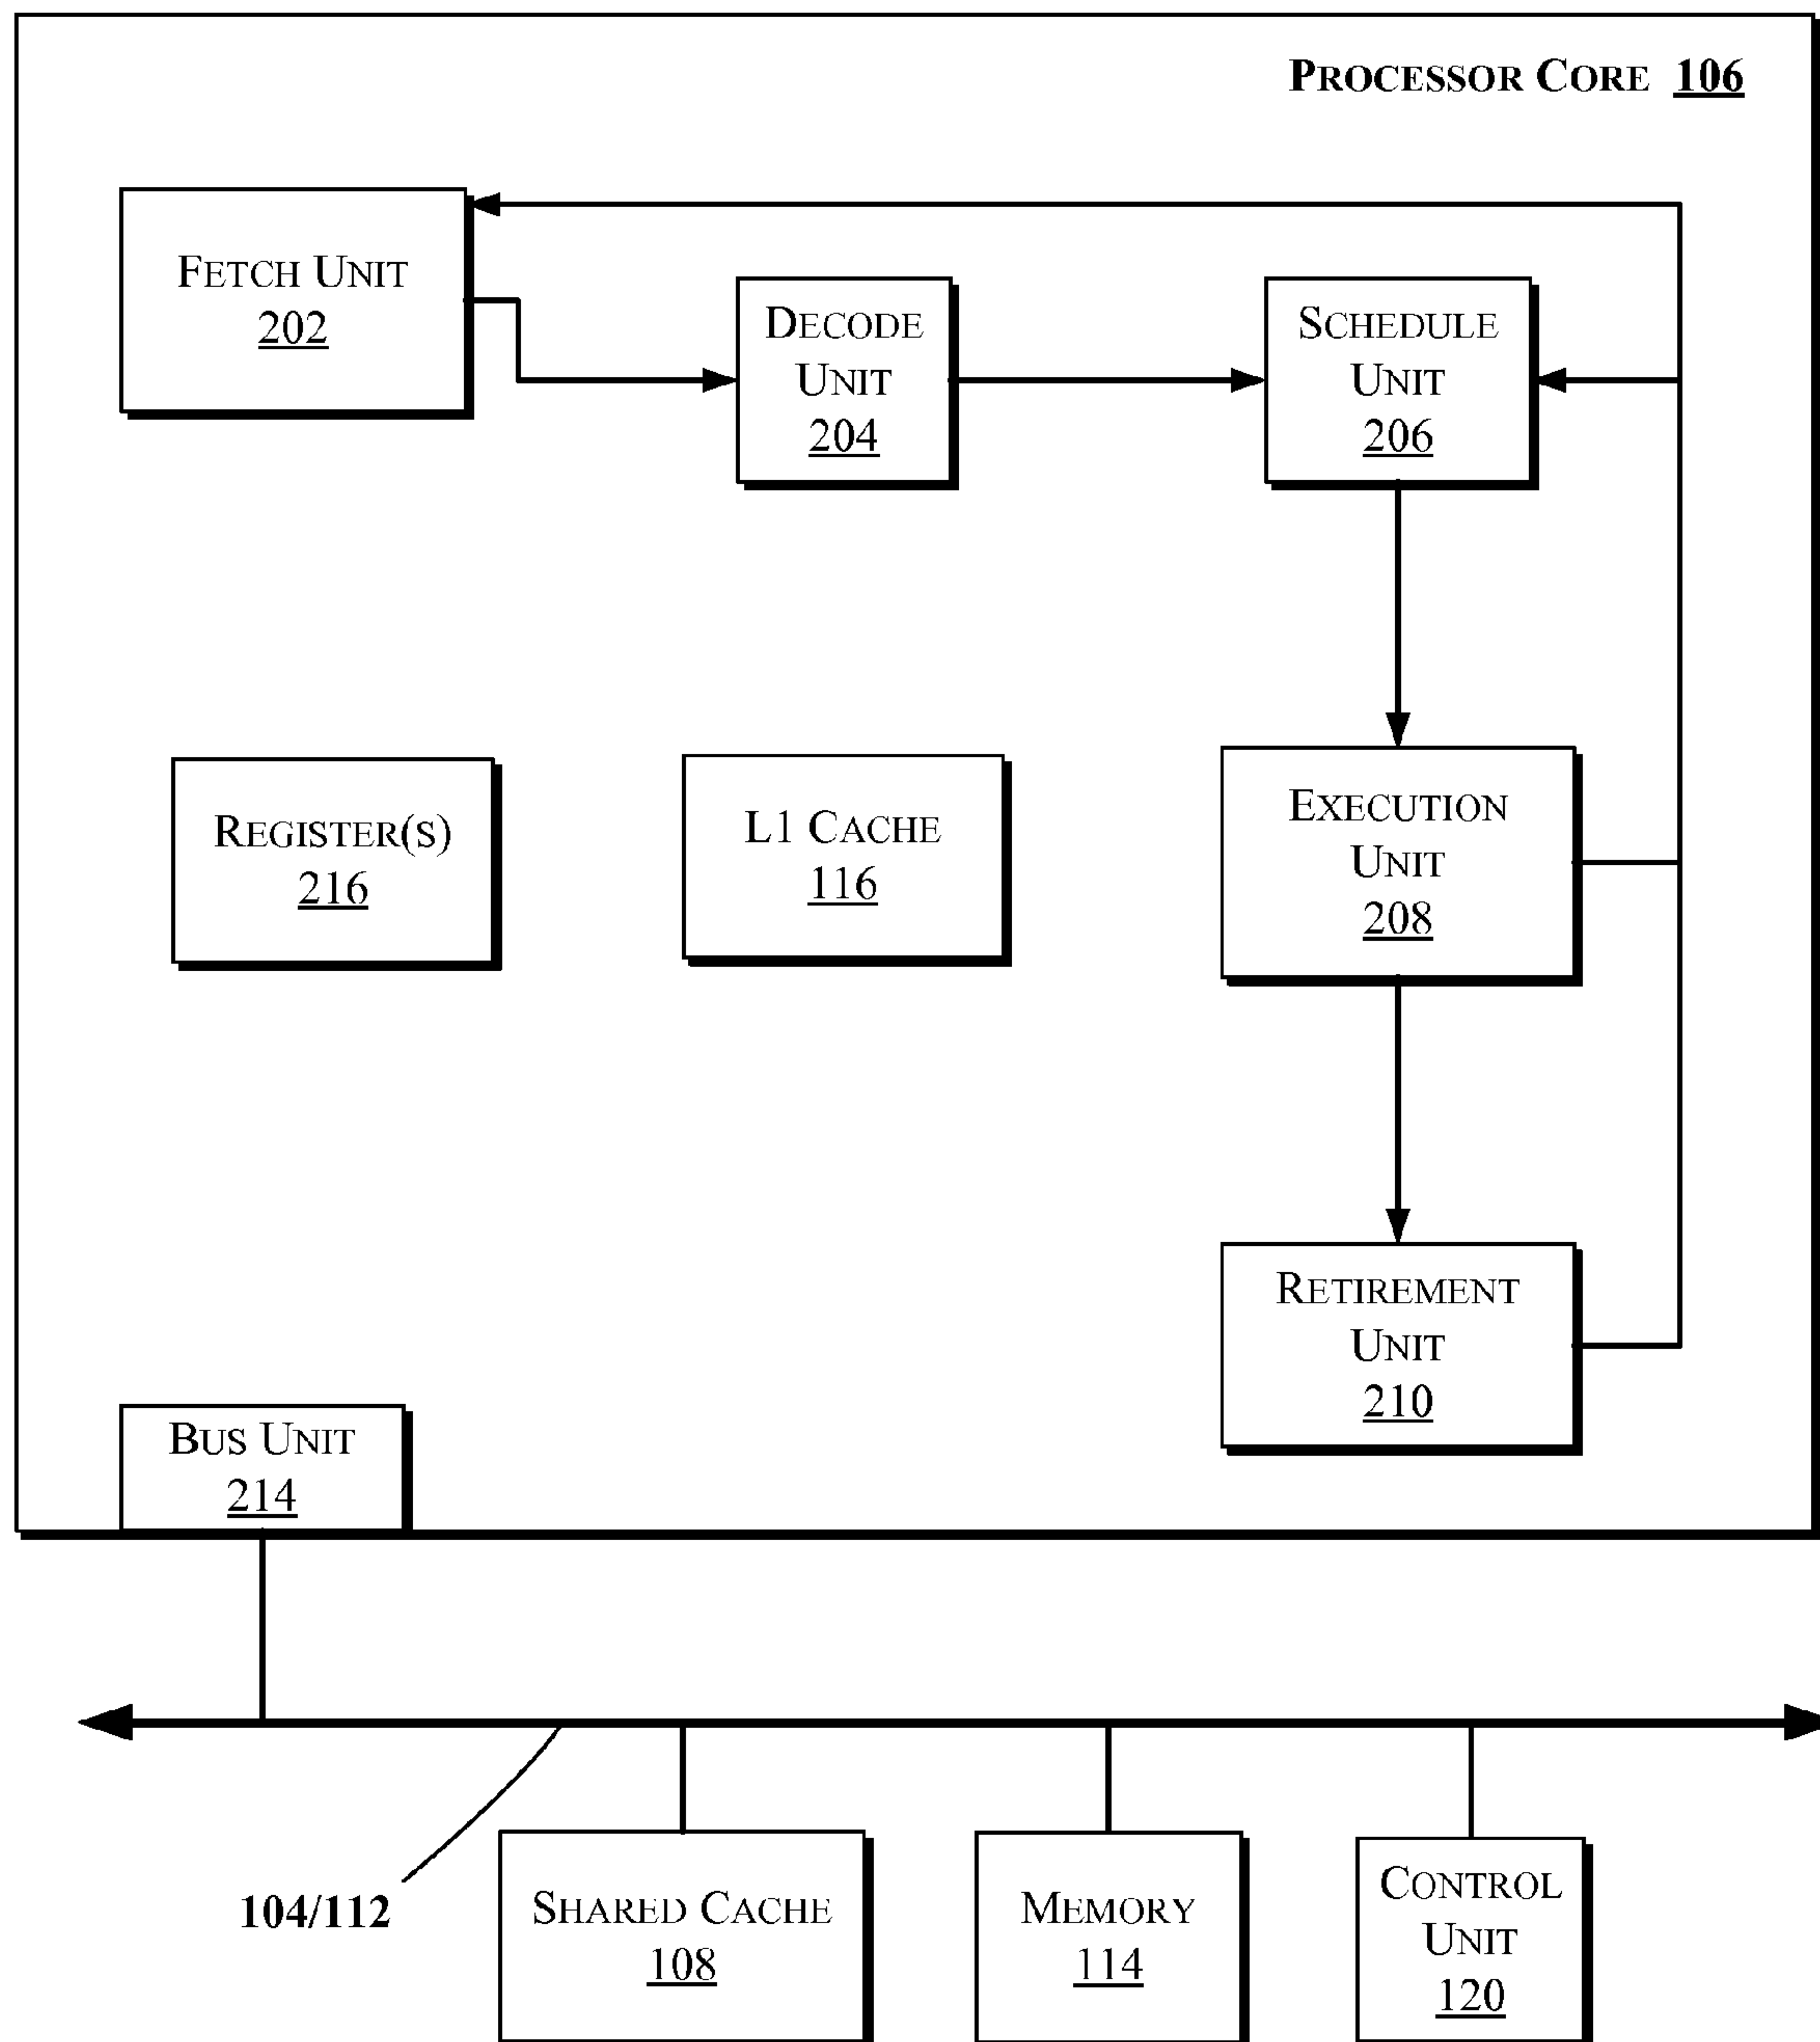 PROCESSOR CORE 106
FETCH UNIT
202
DECODE
UNIT
204
SCHEDULE
UNIT
206
REGISTER(S)
216
L1 CACHE
116
EXECUTION
UNIT
208
RETIREMENT
UNIT
210
BUS UNIT
214
104/112
SHARED CACHE
108
MEMORY
114
CONTROL
UNIT
120